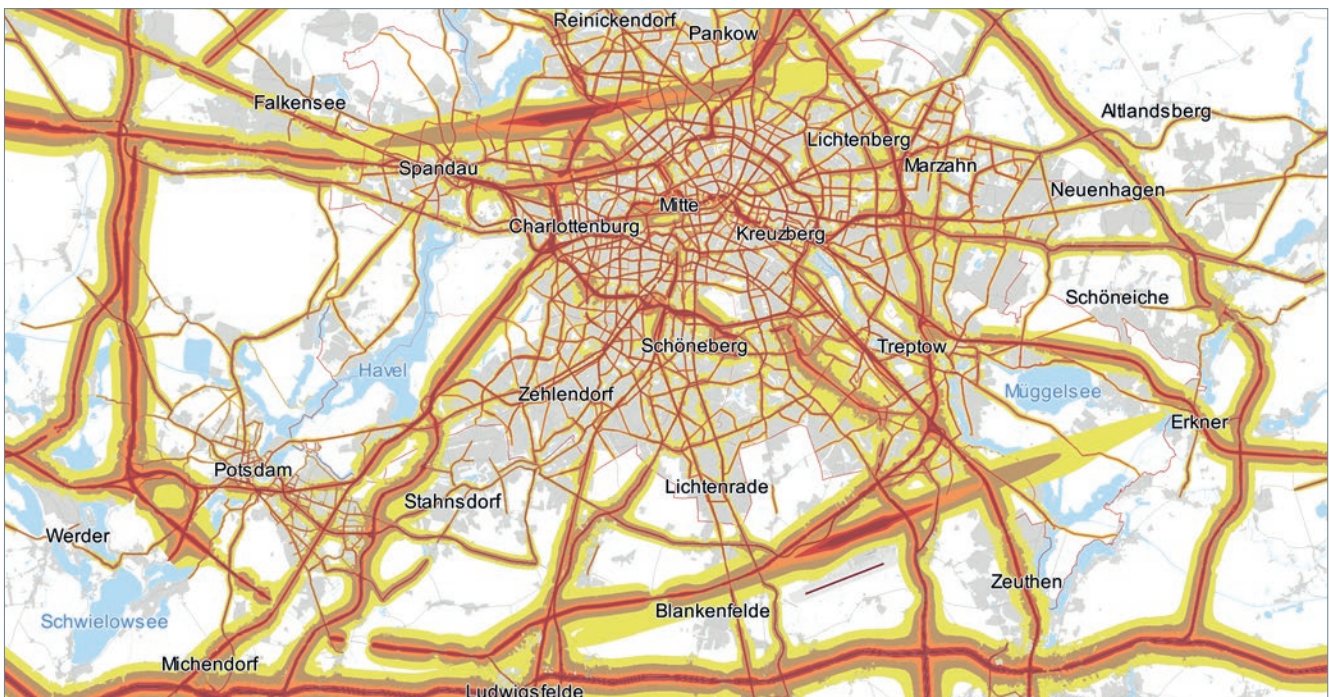 Reinickendorf
Pankow
Falkensee
Altlandsberg
Lichtenberg
Spandau
Marzahn
Neuenhagen
Mitte
Charlottenburg
Kreuzberg
Schöneiche
Schöneberg
Treptow
Havel
Zehlendorf
Müggelsee
Erkner
Potsdam
Lichtenrade
Stahnsdorf
Werder
Zeuthen
Blankenfelde
Schwielowsee
Michendorf
Ludwigsfelde